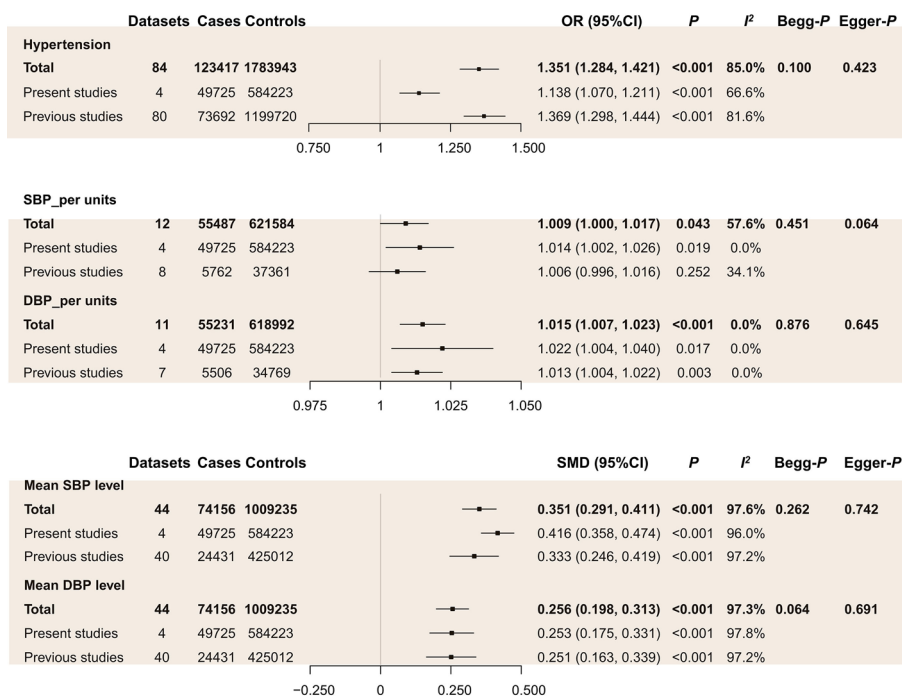 Datasets Cases Controls OR (95%CI) P I² Begg-P Egger-P
Hypertension
Total 84 123417 1783943 1.351 (1.284, 1.421) <0.001 85.0% 0.100 0.423
Present studies 4 49725 584223 1.138 (1.070, 1.211) <0.001 66.6%
Previous studies 80 73692 1199720 1.369 (1.298, 1.444) <0.001 81.6%
0.750 1 1.250 1.500
SBP_per units
Total 12 55487 621584 1.009 (1.000, 1.017) 0.043 57.6% 0.451 0.064
Present studies 4 49725 584223 1.014 (1.002, 1.026) 0.019 0.0%
Previous studies 8 5762 37361 1.006 (0.996, 1.016) 0.252 34.1%
DBP_per units
Total 11 55231 618992 1.015 (1.007, 1.023) <0.001 0.0% 0.876 0.645
Present studies 4 49725 584223 1.022 (1.004, 1.040) 0.017 0.0%
Previous studies 7 5506 34769 1.013 (1.004, 1.022) 0.003 0.0%
0.975 1 1.025 1.050
Datasets Cases Controls SMD (95%CI) P I² Begg-P Egger-P
Mean SBP level
Total 44 74156 1009235 0.351 (0.291, 0.411) <0.001 97.6% 0.262 0.742
Present studies 4 49725 584223 0.416 (0.358, 0.474) <0.001 96.0%
Previous studies 40 24431 425012 0.333 (0.246, 0.419) <0.001 97.2%
Mean DBP level
Total 44 74156 1009235 0.256 (0.198, 0.313) <0.001 97.3% 0.064 0.691
Present studies 4 49725 584223 0.253 (0.175, 0.331) <0.001 97.8%
Previous studies 40 24431 425012 0.251 (0.163, 0.339) <0.001 97.2%
−0.250 0 0.250 0.500